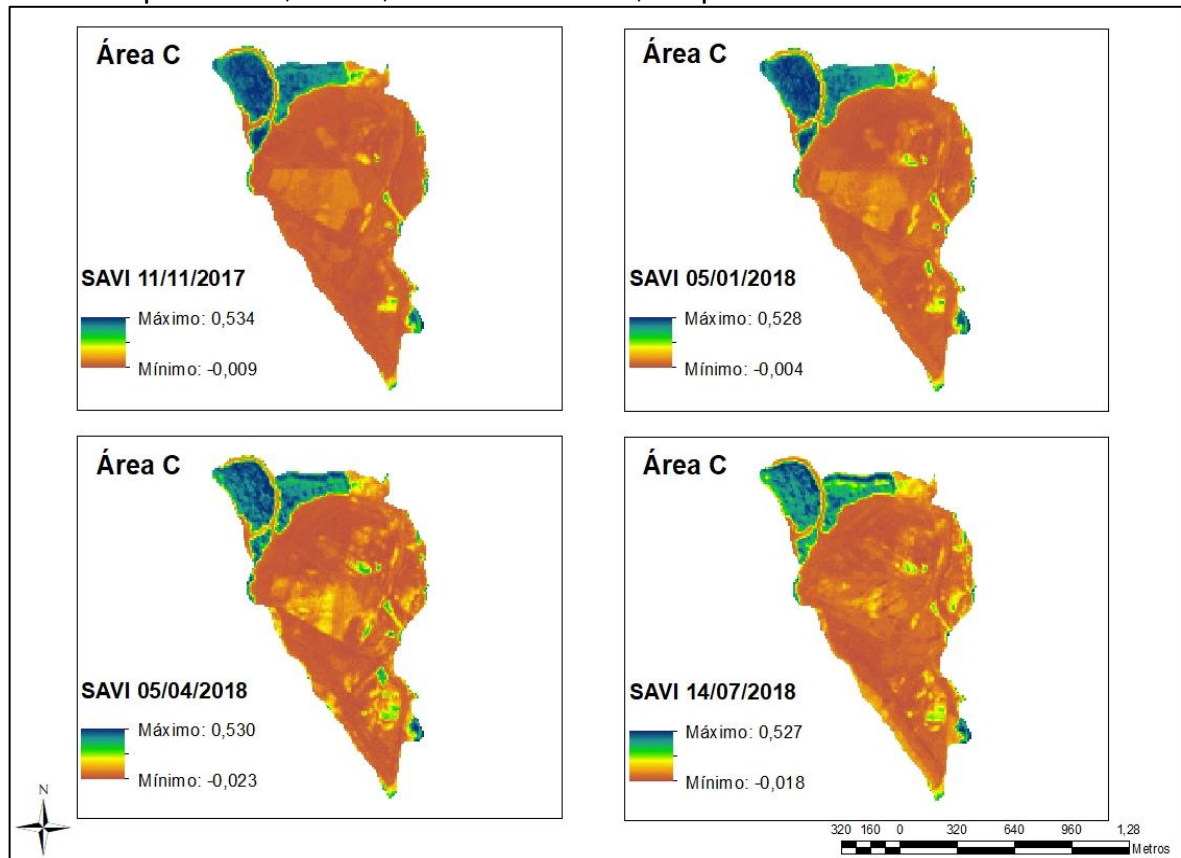 Área C
SAVI 11/11/2017
Máximo: 0,534
Mínimo: -0,009
Área C
SAVI 05/01/2018
Máximo: 0,528
Mínimo: -0,004
Área C
SAVI 05/04/2018
Máximo: 0,530
Mínimo: -0,023
Área C
SAVI 14/07/2018
Máximo: 0,527
Mínimo: -0,018
N
320 160 0 320 640 960 1,28
Metros